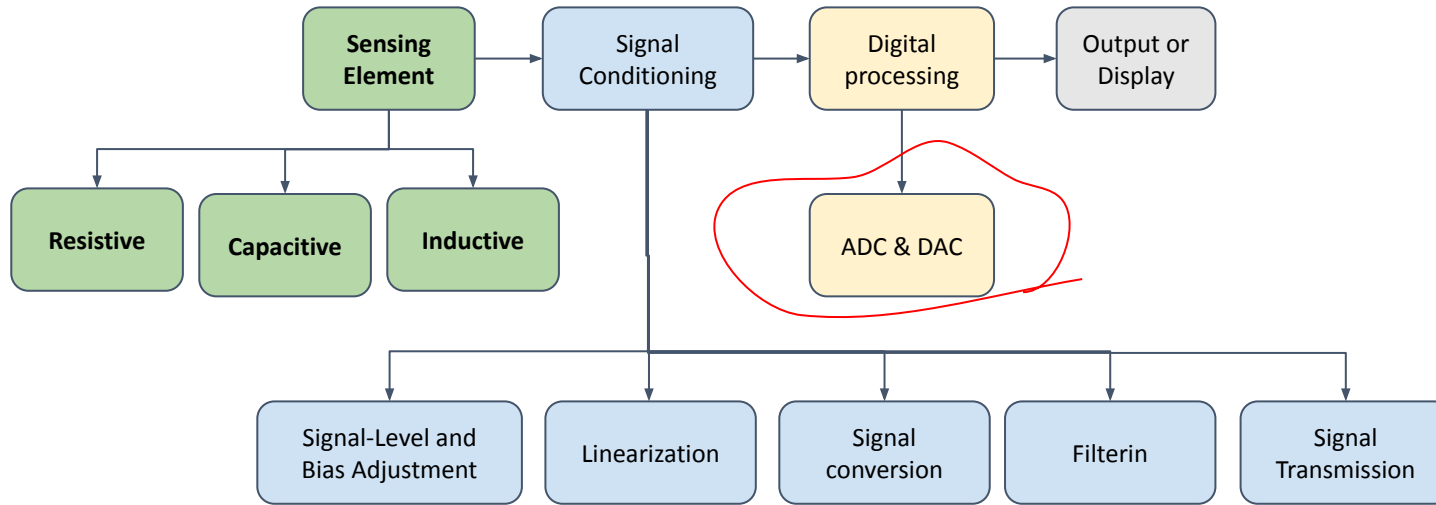 Sensing
Element
Signal
Conditioning
Digital
processing
Output or
Display
Resistive
Capacitive
Inductive
ADC & DAC
Signal-Level and
Bias Adjustment
Linearization
Signal
conversion
Filterin
Signal
Transmission